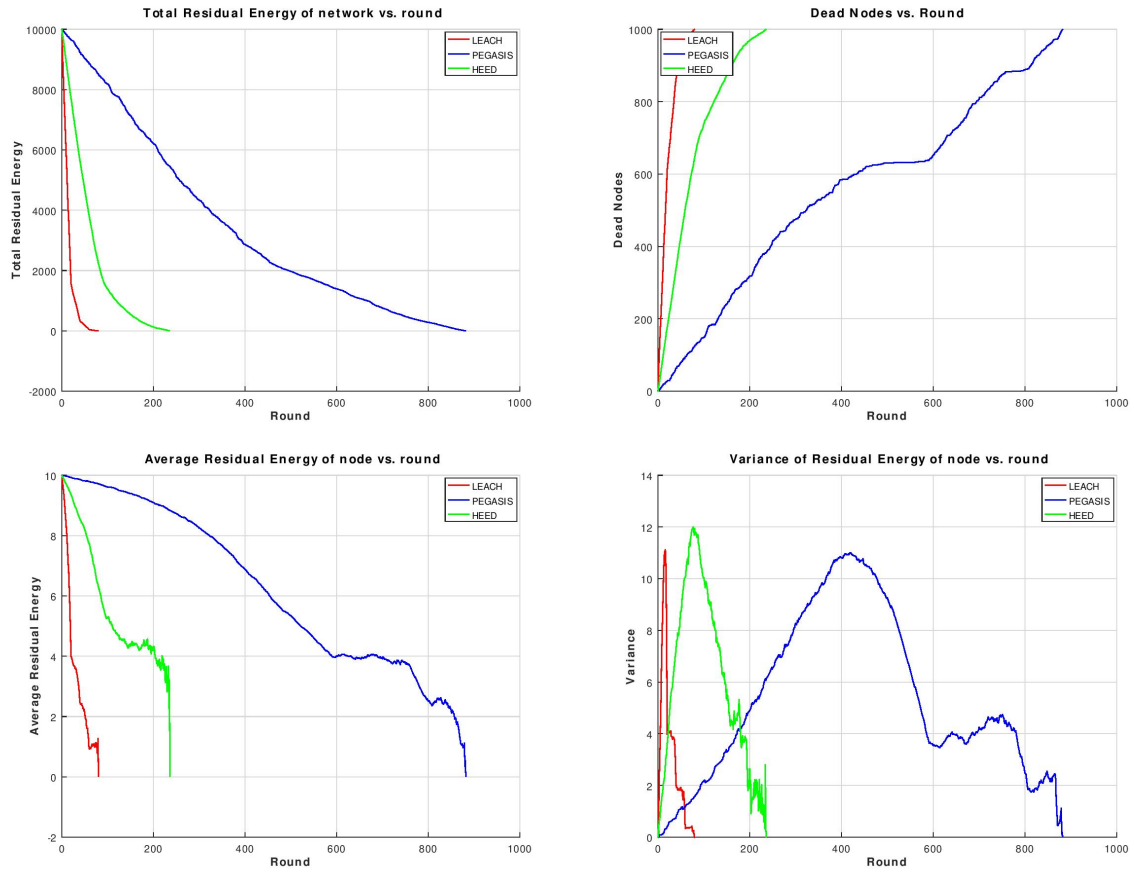 Total Residual Energy of network vs. round
10000
8000
6000
4000
2000
0
-2000
Total Residual Energy
0 200 400 600 800 1000
Round
LEACH
PEGASIS
HEED
Dead Nodes vs. Round
1000
800
600
400
200
0
Dead Nodes
0 200 400 600 800 1000
Round
LEACH
PEGASIS
HEED
Average Residual Energy of node vs. round
10
8
6
4
2
0
-2
Average Residual Energy
0 200 400 600 800 1000
Round
LEACH
PEGASIS
HEED
Variance of Residual Energy of node vs. round
14
12
10
8
6
4
2
0
Variance
0 200 400 600 800 1000
Round
LEACH
PEGASIS
HEED